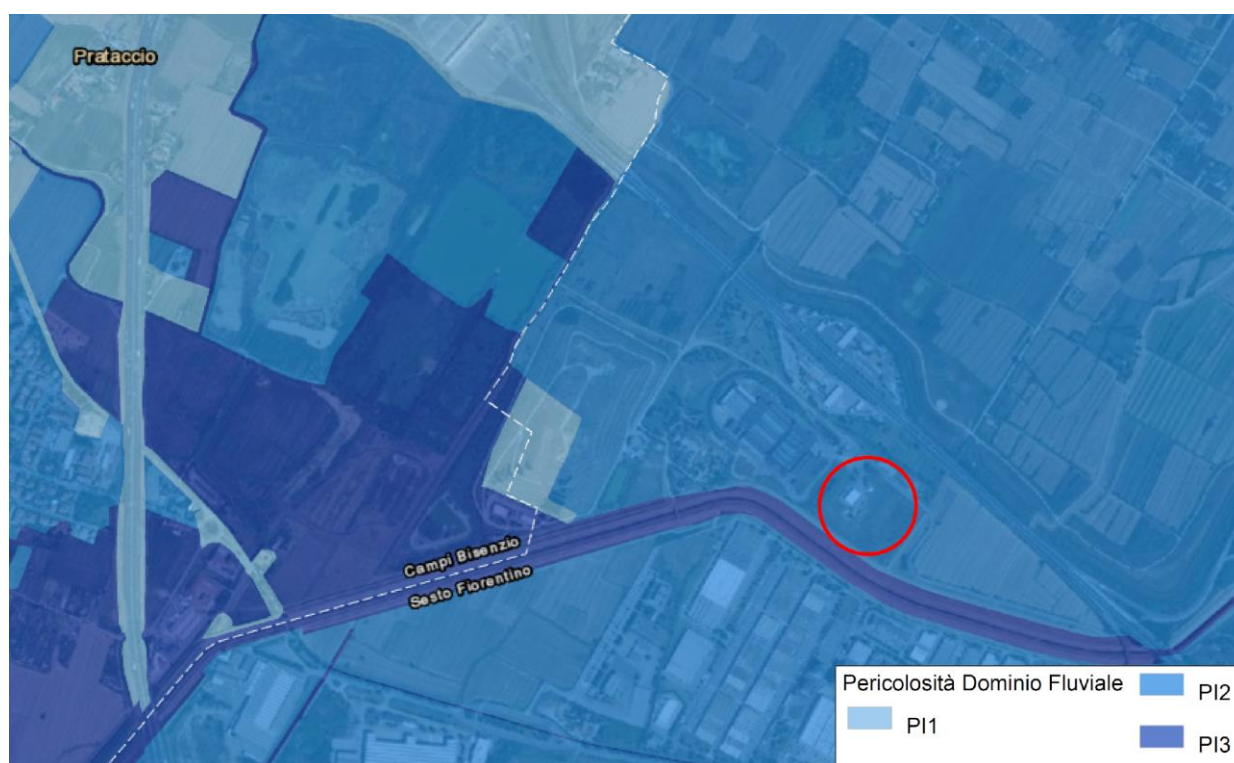 Prataccio
Campi Bisenzio
Sesto Fiorentino
Pericolosità Dominio Fluviale
PI1
PI2
PI3